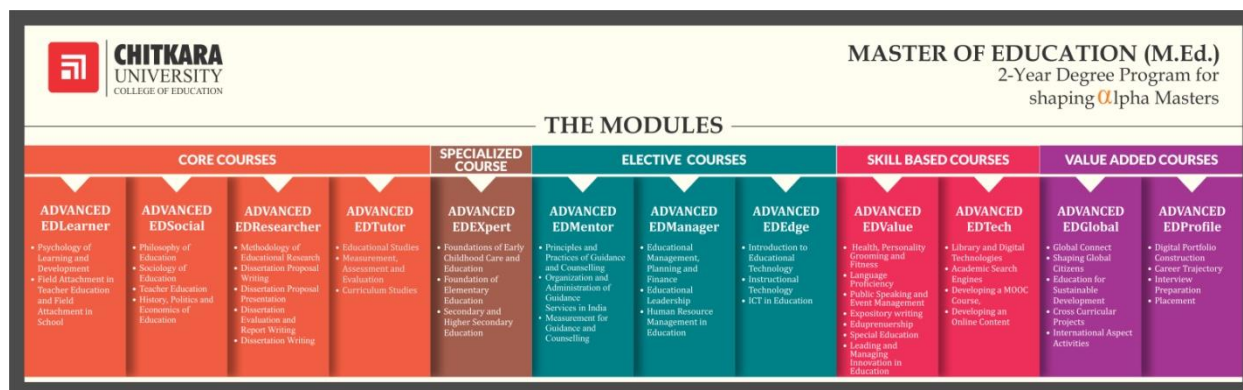 CHITKARA
UNIVERSITY
COLLEGE OF EDUCATION
MASTER OF EDUCATION (M.Ed.)
2-Year Degree Program for
shaping αlpha Masters
THE MODULES
CORE COURSES
ADVANCED
EDLearner
• Psychology of
Learning and
Development
• Field Attachment in
Teacher Education
and Field
Attachment in
School
ADVANCED
EDSocial
• Philosophy of
Education
• Sociology of
Education
• Teacher Education
• History, Politics and
Economics of
Education
ADVANCED
EDResearcher
• Methodology of
Educational Research
• Dissertation Proposal
Writing
• Dissertation Proposal
Presentation
• Dissertation
Evaluation and
Report Writing
• Dissertation Writing
ADVANCED
EDTutor
• Educational Studies
• Measurement,
Assessment and
Evaluation
• Curriculum Studies
SPECIALIZED
COURSE
ADVANCED
EDEXpert
• Foundations of Early
Childhood Care and
Education
• Foundation of
Elementary
Education
• Secondary and
Higher Secondary
Education
ELECTIVE COURSES
ADVANCED
EDMentor
• Principles and
Practices of Guidance
and Counselling
• Organization and
Administration of
Guidance
Services in India
• Measurement for
Guidance and
Counselling
ADVANCED
EDManager
• Educational
Management,
Planning and
Finance
• Educational
Leadership
• Human Resource
Management in
Education
ADVANCED
EDEdge
• Introduction to
Educational
Technology
• Instructional
Technology
• ICT in Education
SKILL BASED COURSES
ADVANCED
EDValue
• Health, Personality
Grooming and
Fitness
• Language
Proficiency
• Public Speaking and
Event Management
• Expository writing
• Eduprenuership
• Special Education
• Leading and
Managing
Innovation in
Education
ADVANCED
EDTech
• Library and Digital
Technologies
• Academic Search
Engines
• Developing a MOOC
Course,
• Developing an
Online Content
VALUE ADDED COURSES
ADVANCED
EDGlobal
• Global Connect
• Shaping Global
Citizens
• Education for
Sustainable
Development
• Cross Curricular
Projects
• International Aspect
Activities
ADVANCED
EDProfile
• Digital Portfolio
Construction
• Career Trajectory
• Interview
Preparation
• Placement